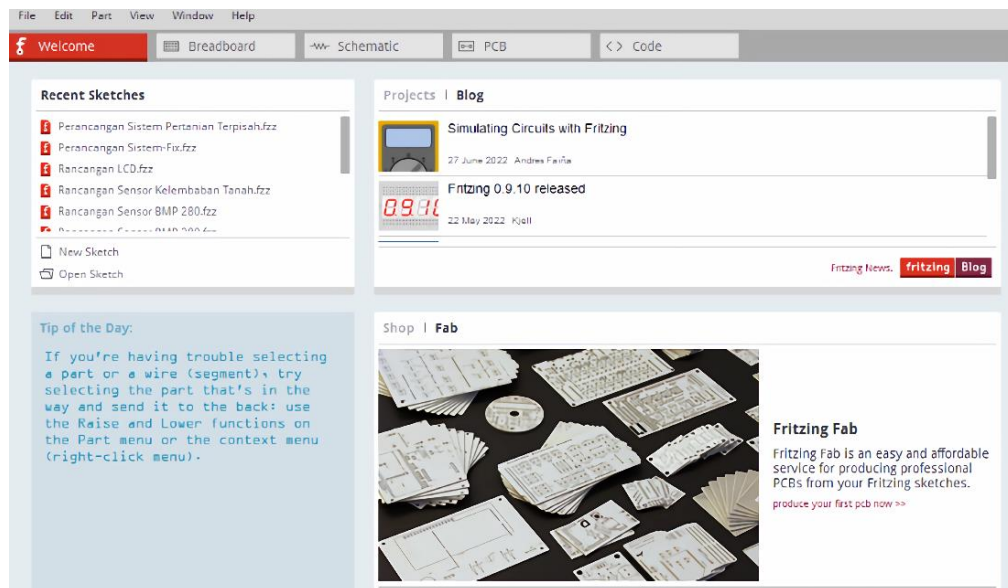 File Edit Part View Window Help
Welcome Breadboard Schematic PCB Code
Recent Sketches
Perancangan Sistem Pertanian Terpisah.fzz
Perancangan Sistem-Fix.fzz
Rancangan LCD.fzz
Rancangan Sensor Kelembaban Tanah.fzz
Rancangan Sensor BMP 280.fzz
New Sketch
Open Sketch
Projects | Blog
Simulating Circuits with Fritzing
27 June 2022 Andres Fariña
Fritzing 0.9.10 released
22 May 2022 Kjell
Fritzing News. fritzing Blog
Tip of the Day:
If you're having trouble selecting
a part or a wire (segment), try
selecting the part that's in the
way and send it to the back: use
the Raise and Lower functions on
the Part menu or the context menu
(right-click menu).
Shop | Fab
Fritzing Fab
Fritzing Fab is an easy and affordable
service for producing professional
PCBs from your Fritzing sketches.
produce your first pcb now >>